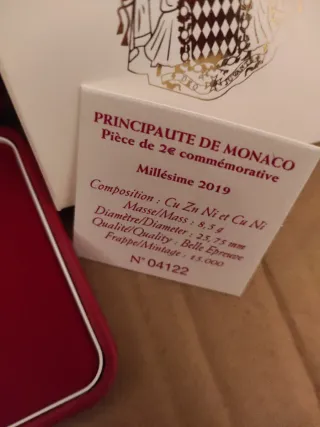 PRINCIPAUTE DE MONACO
Pièce de 2€ commémorative
Millésime 2019
Composition : Cu Zn Ni et Cu Ni
Masse/Mass : 8,5 g
Diamètre/Diameter : 25,75 mm
Qualité/Quality : Belle Epreuve
Frappe/Mintage : 15.000
N° 04122